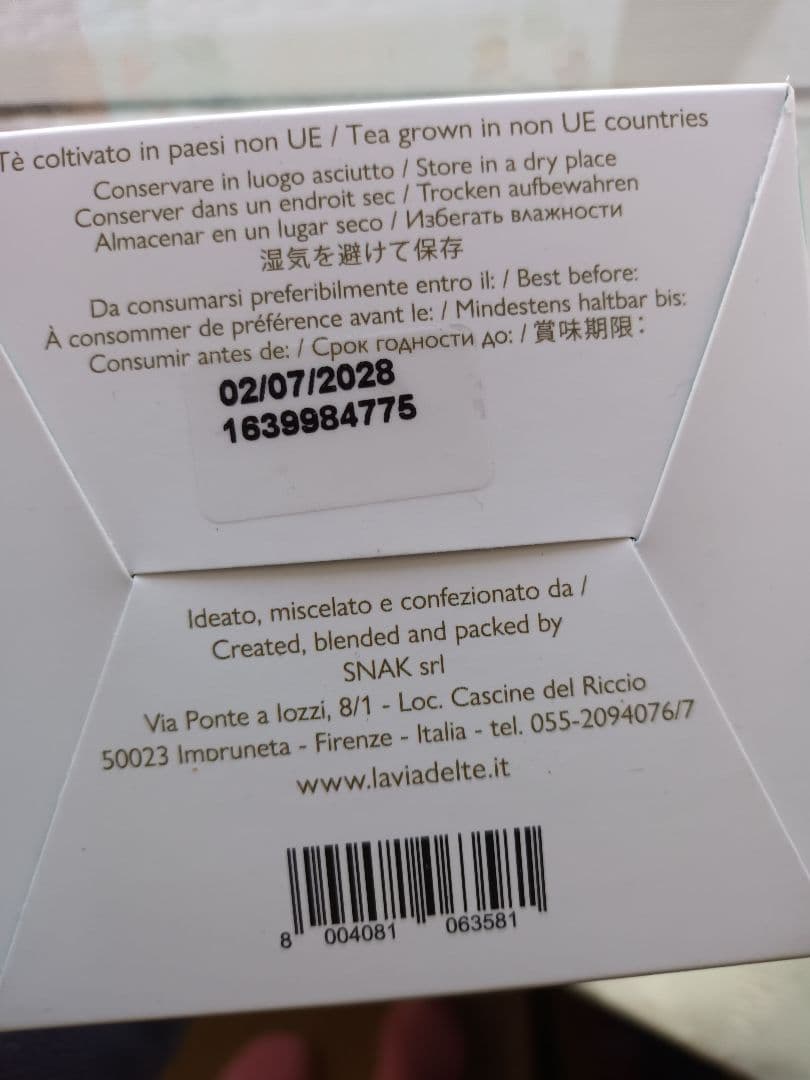 Tè coltivato in paesi non UE / Tea grown in non UE countries
Conservare in luogo asciutto / Store in a dry place
Conserver dans un endroit sec / Trocken aufbewahren
Almacenar en un lugar seco / Избегать влажности
湿気を避けて保存
Da consumarsi preferibilmente entro il: / Best before:
À consommer de préférence avant le: / Mindestens haltbar bis:
Consumir antes de: / Срок годности до: / 賞味期限：
02/07/2028
1639984775
Ideato, miscelato e confezionato da /
Created, blended and packed by
SNAK srl
Via Ponte a Iozzi, 8/1 - Loc. Cascine del Riccio
50023 Impruneta - Firenze - Italia - tel. 055-2094076/7
www.laviadelte.it
8 004081 063581